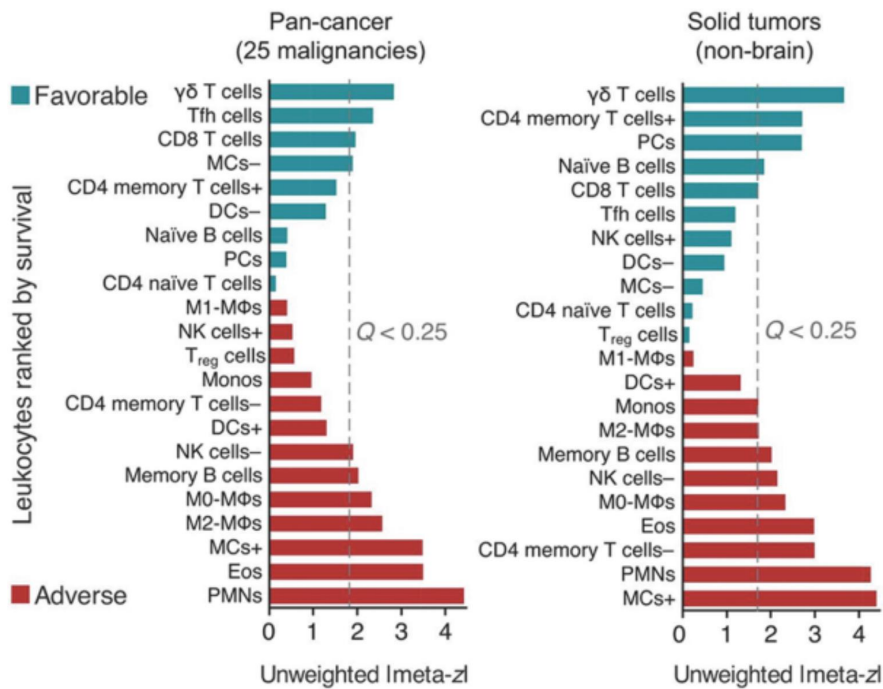 Pan-cancer
(25 malignancies)
Favorable
Leukocytes ranked by survival
Adverse
γδ T cells
Tfh cells
CD8 T cells
MCs–
CD4 memory T cells+
DCs–
Naïve B cells
PCs
CD4 naïve T cells
M1-MΦs
NK cells+
Treg cells
Monos
CD4 memory T cells–
DCs+
NK cells–
Memory B cells
M0-MΦs
M2-MΦs
MCs+
Eos
PMNs
Q < 0.25
0 1 2 3 4
Unweighted |meta-z|
Solid tumors
(non-brain)
γδ T cells
CD4 memory T cells+
PCs
Naïve B cells
CD8 T cells
Tfh cells
NK cells+
DCs–
MCs–
CD4 naïve T cells
Treg cells
M1-MΦs
DCs+
Monos
M2-MΦs
Memory B cells
NK cells–
M0-MΦs
Eos
CD4 memory T cells–
PMNs
MCs+
Q < 0.25
0 1 2 3 4
Unweighted |meta-z|